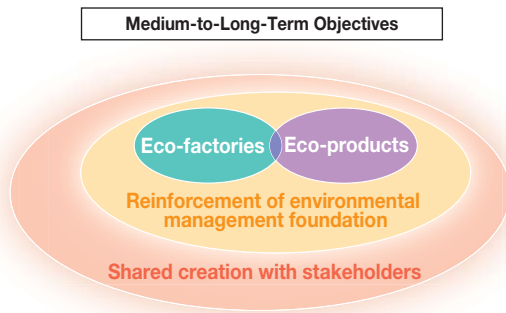 Medium-to-Long-Term Objectives
Eco-factories
Eco-products
Reinforcement of environmental
management foundation
Shared creation with stakeholders